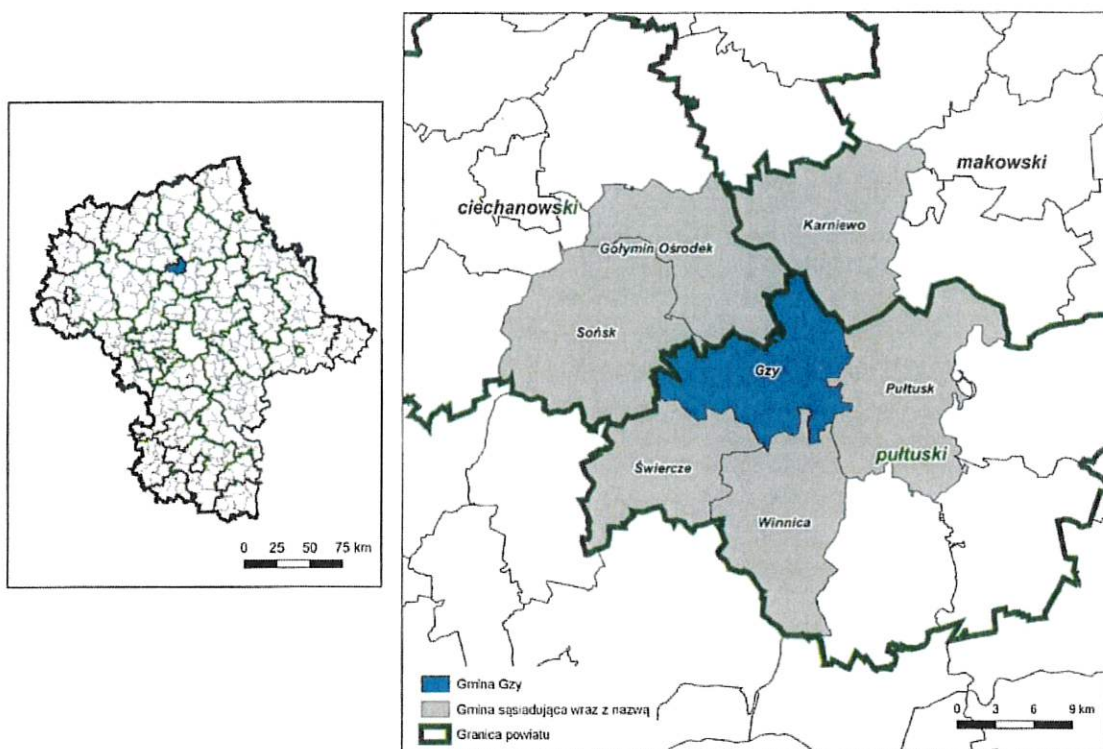 0 25 50 75 km
ciechanowski
makowski
Karniewo
Gołymin Ośrodek
Sońsk
Gzy
Pułtusk
pułtuski
Świercze
Winnica
Gmina Gzy
Gmina sąsiadująca wraz z nazwą
Granica powiatu
0 3 6 9 km